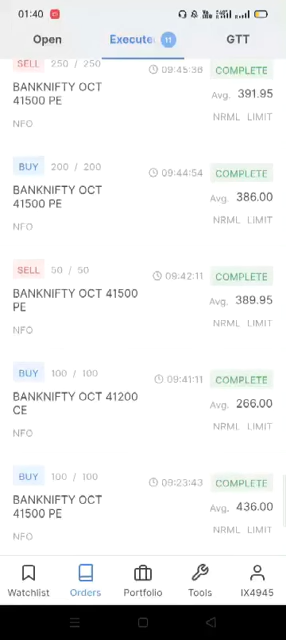 01:40
Open Execute 11 GTT
SELL 250 / 250 09:45:36 COMPLETE
BANKNIFTY OCT
41500 PE
Avg. 391.95
NFO NRML LIMIT
BUY 200 / 200 09:44:54 COMPLETE
BANKNIFTY OCT
41500 PE
Avg. 386.00
NFO NRML LIMIT
SELL 50 / 50 09:42:11 COMPLETE
BANKNIFTY OCT 41500
PE
Avg. 389.95
NFO NRML LIMIT
BUY 100 / 100 09:41:11 COMPLETE
BANKNIFTY OCT 41200
CE
Avg. 266.00
NFO NRML LIMIT
BUY 100 / 100 09:23:43 COMPLETE
BANKNIFTY OCT
41500 PE
Avg. 436.00
NFO NRML LIMIT
Watchlist Orders Portfolio Tools IX4945